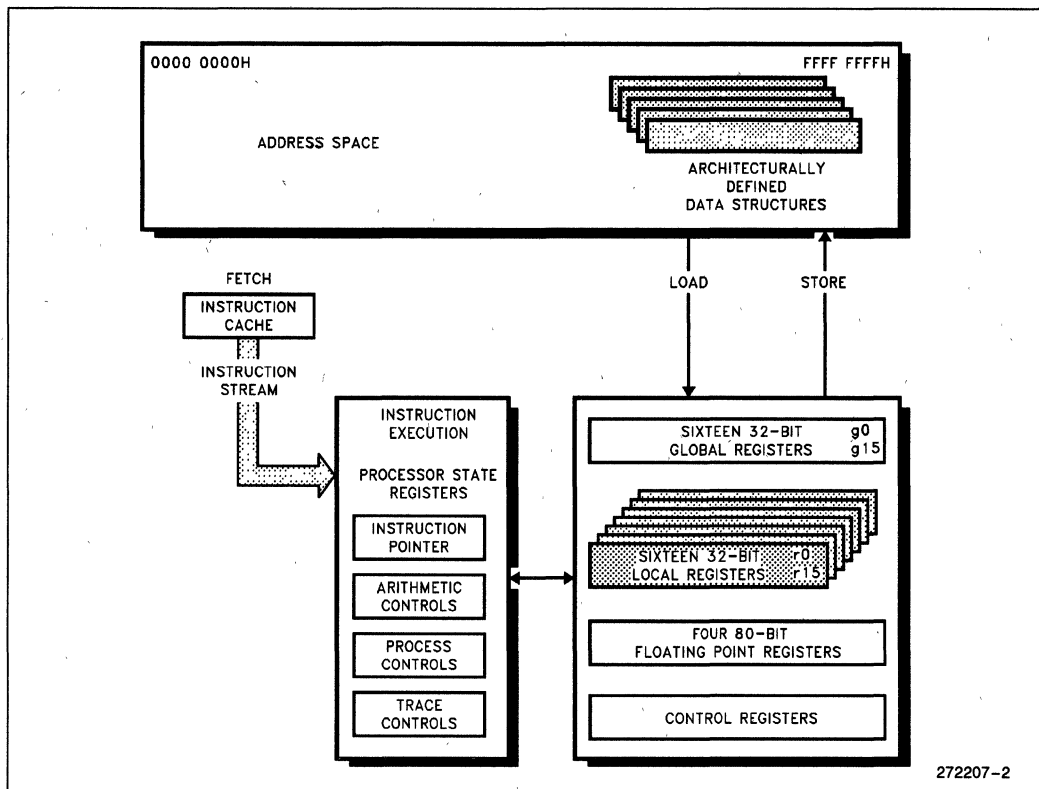 0000 0000H
FFFF FFFFH
ADDRESS SPACE
ARCHITECTURALLY
DEFINED
DATA STRUCTURES
FETCH
INSTRUCTION
CACHE
INSTRUCTION
STREAM
LOAD
STORE
INSTRUCTION
EXECUTION
PROCESSOR STATE
REGISTERS
INSTRUCTION
POINTER
ARITHMETIC
CONTROLS
PROCESS
CONTROLS
TRACE
CONTROLS
SIXTEEN 32-BIT g0
GLOBAL REGISTERS g15
SIXTEEN 32-BIT r0
LOCAL REGISTERS r15
FOUR 80-BIT
FLOATING POINT REGISTERS
CONTROL REGISTERS
272207-2